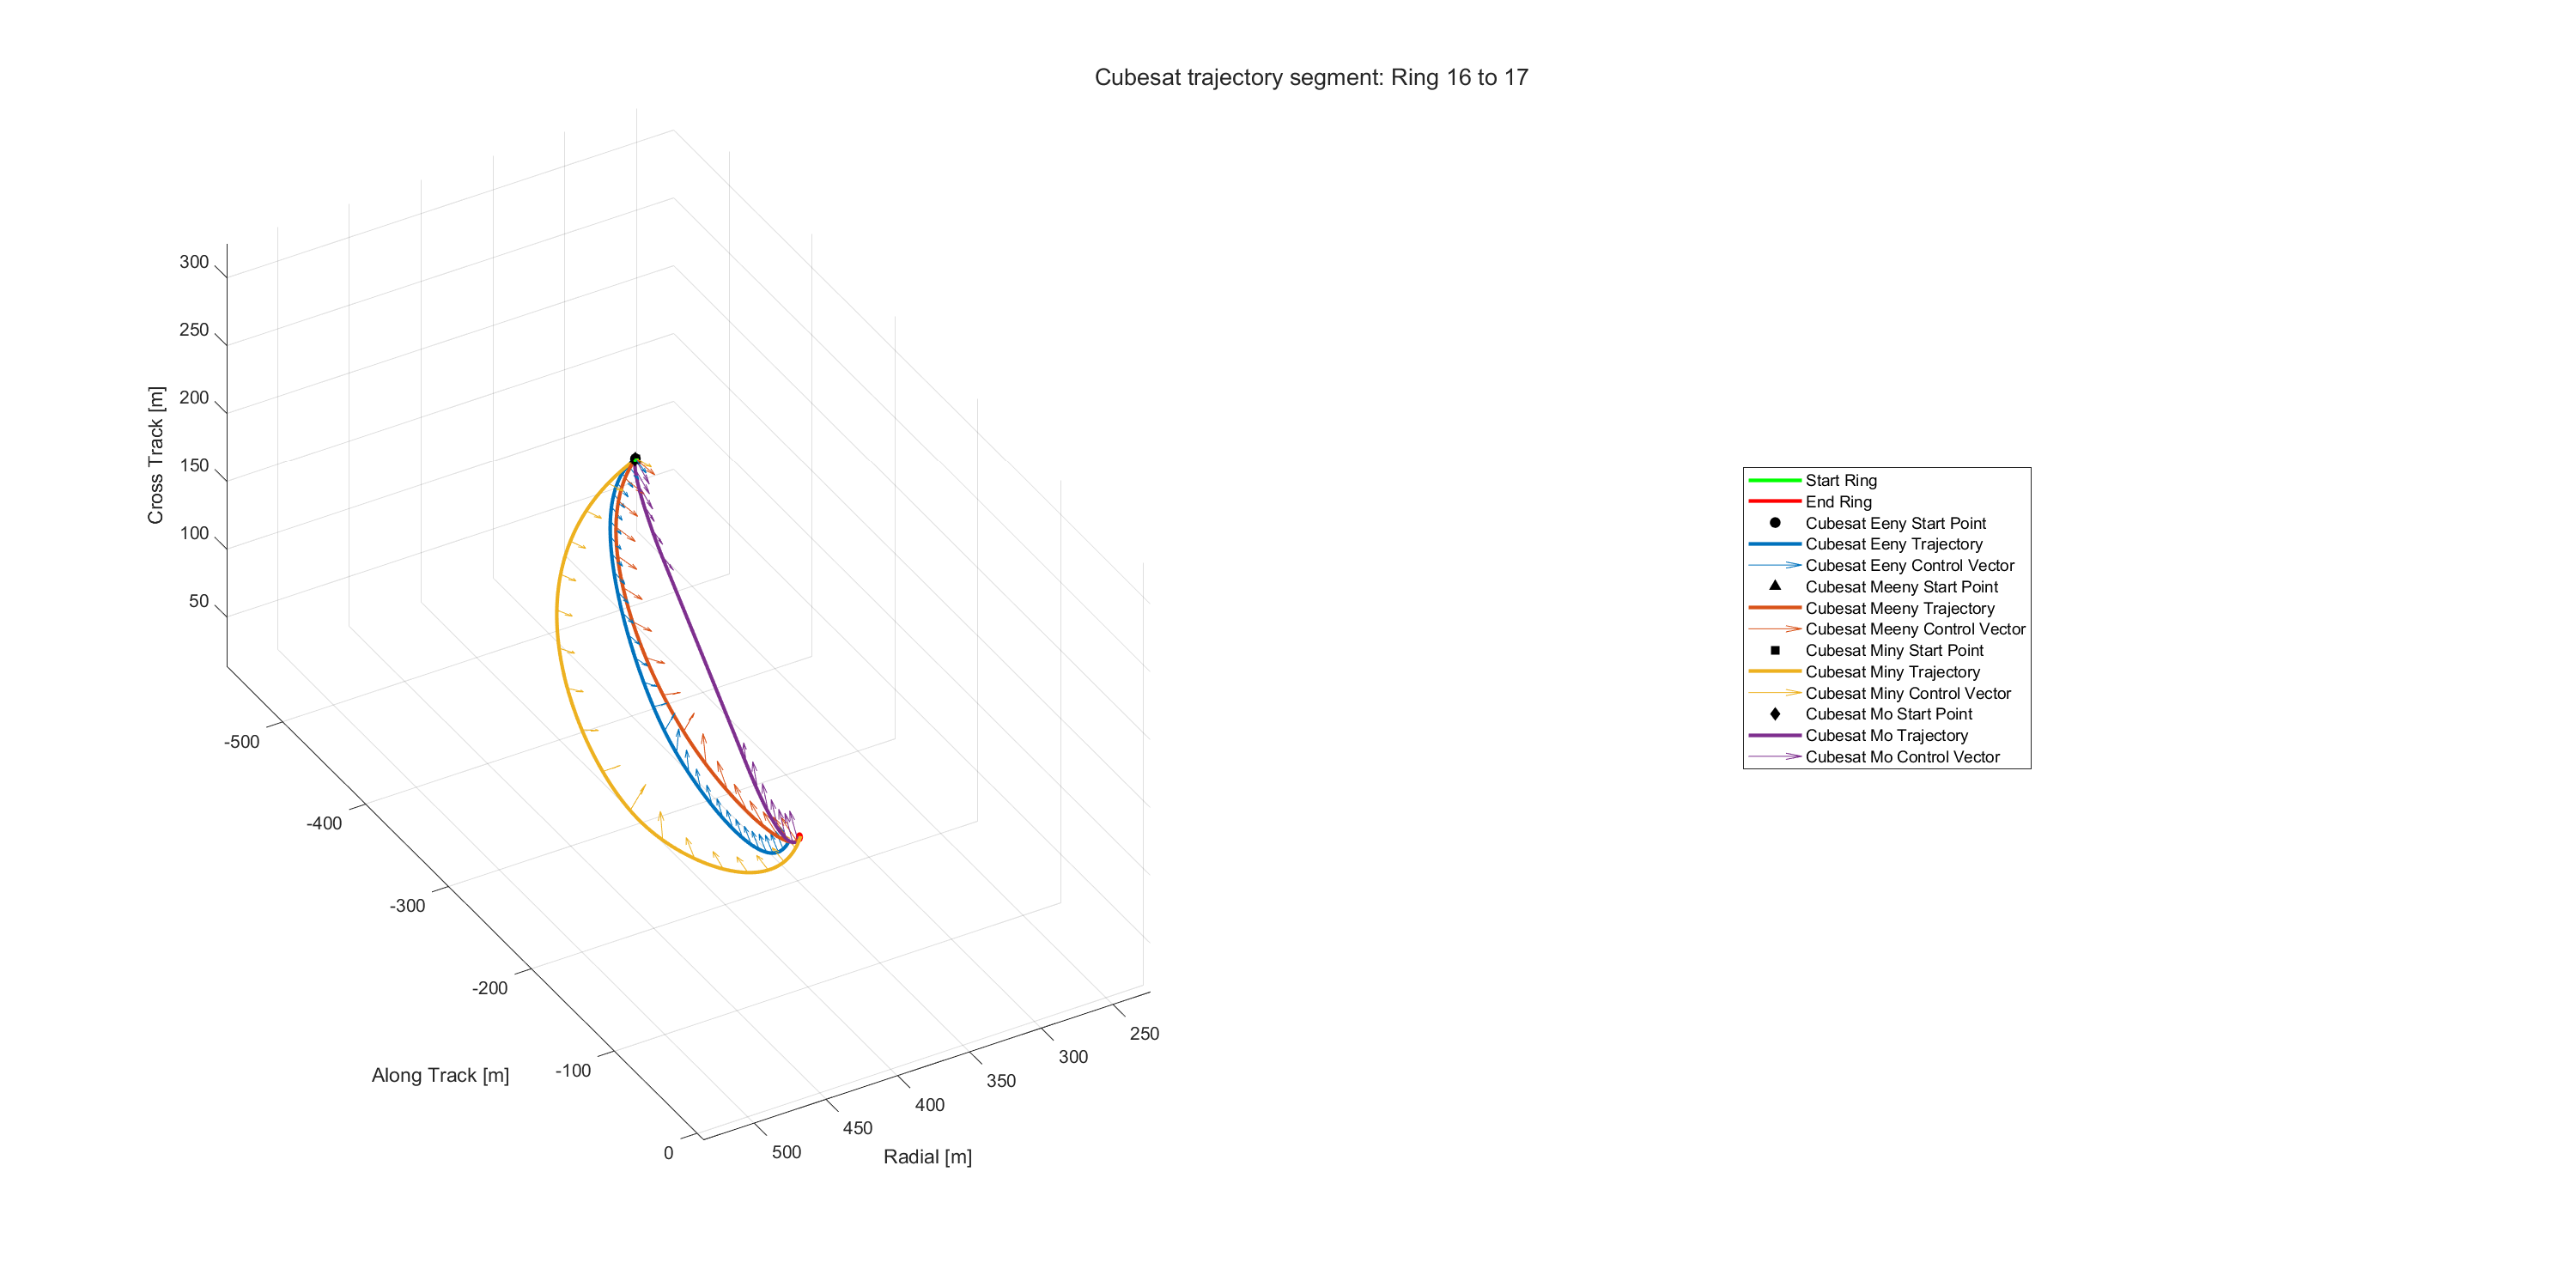 Cubesat trajectory segment: Ring 16 to 17
300
250
200
150
100
50
Cross Track [m]
-500
-400
-300
-200
-100
0
Along Track [m]
500
450
400
350
300
250
Radial [m]
Start Ring
End Ring
Cubesat Eeny Start Point
Cubesat Eeny Trajectory
Cubesat Eeny Control Vector
Cubesat Meeny Start Point
Cubesat Meeny Trajectory
Cubesat Meeny Control Vector
Cubesat Miny Start Point
Cubesat Miny Trajectory
Cubesat Miny Control Vector
Cubesat Mo Start Point
Cubesat Mo Trajectory
Cubesat Mo Control Vector